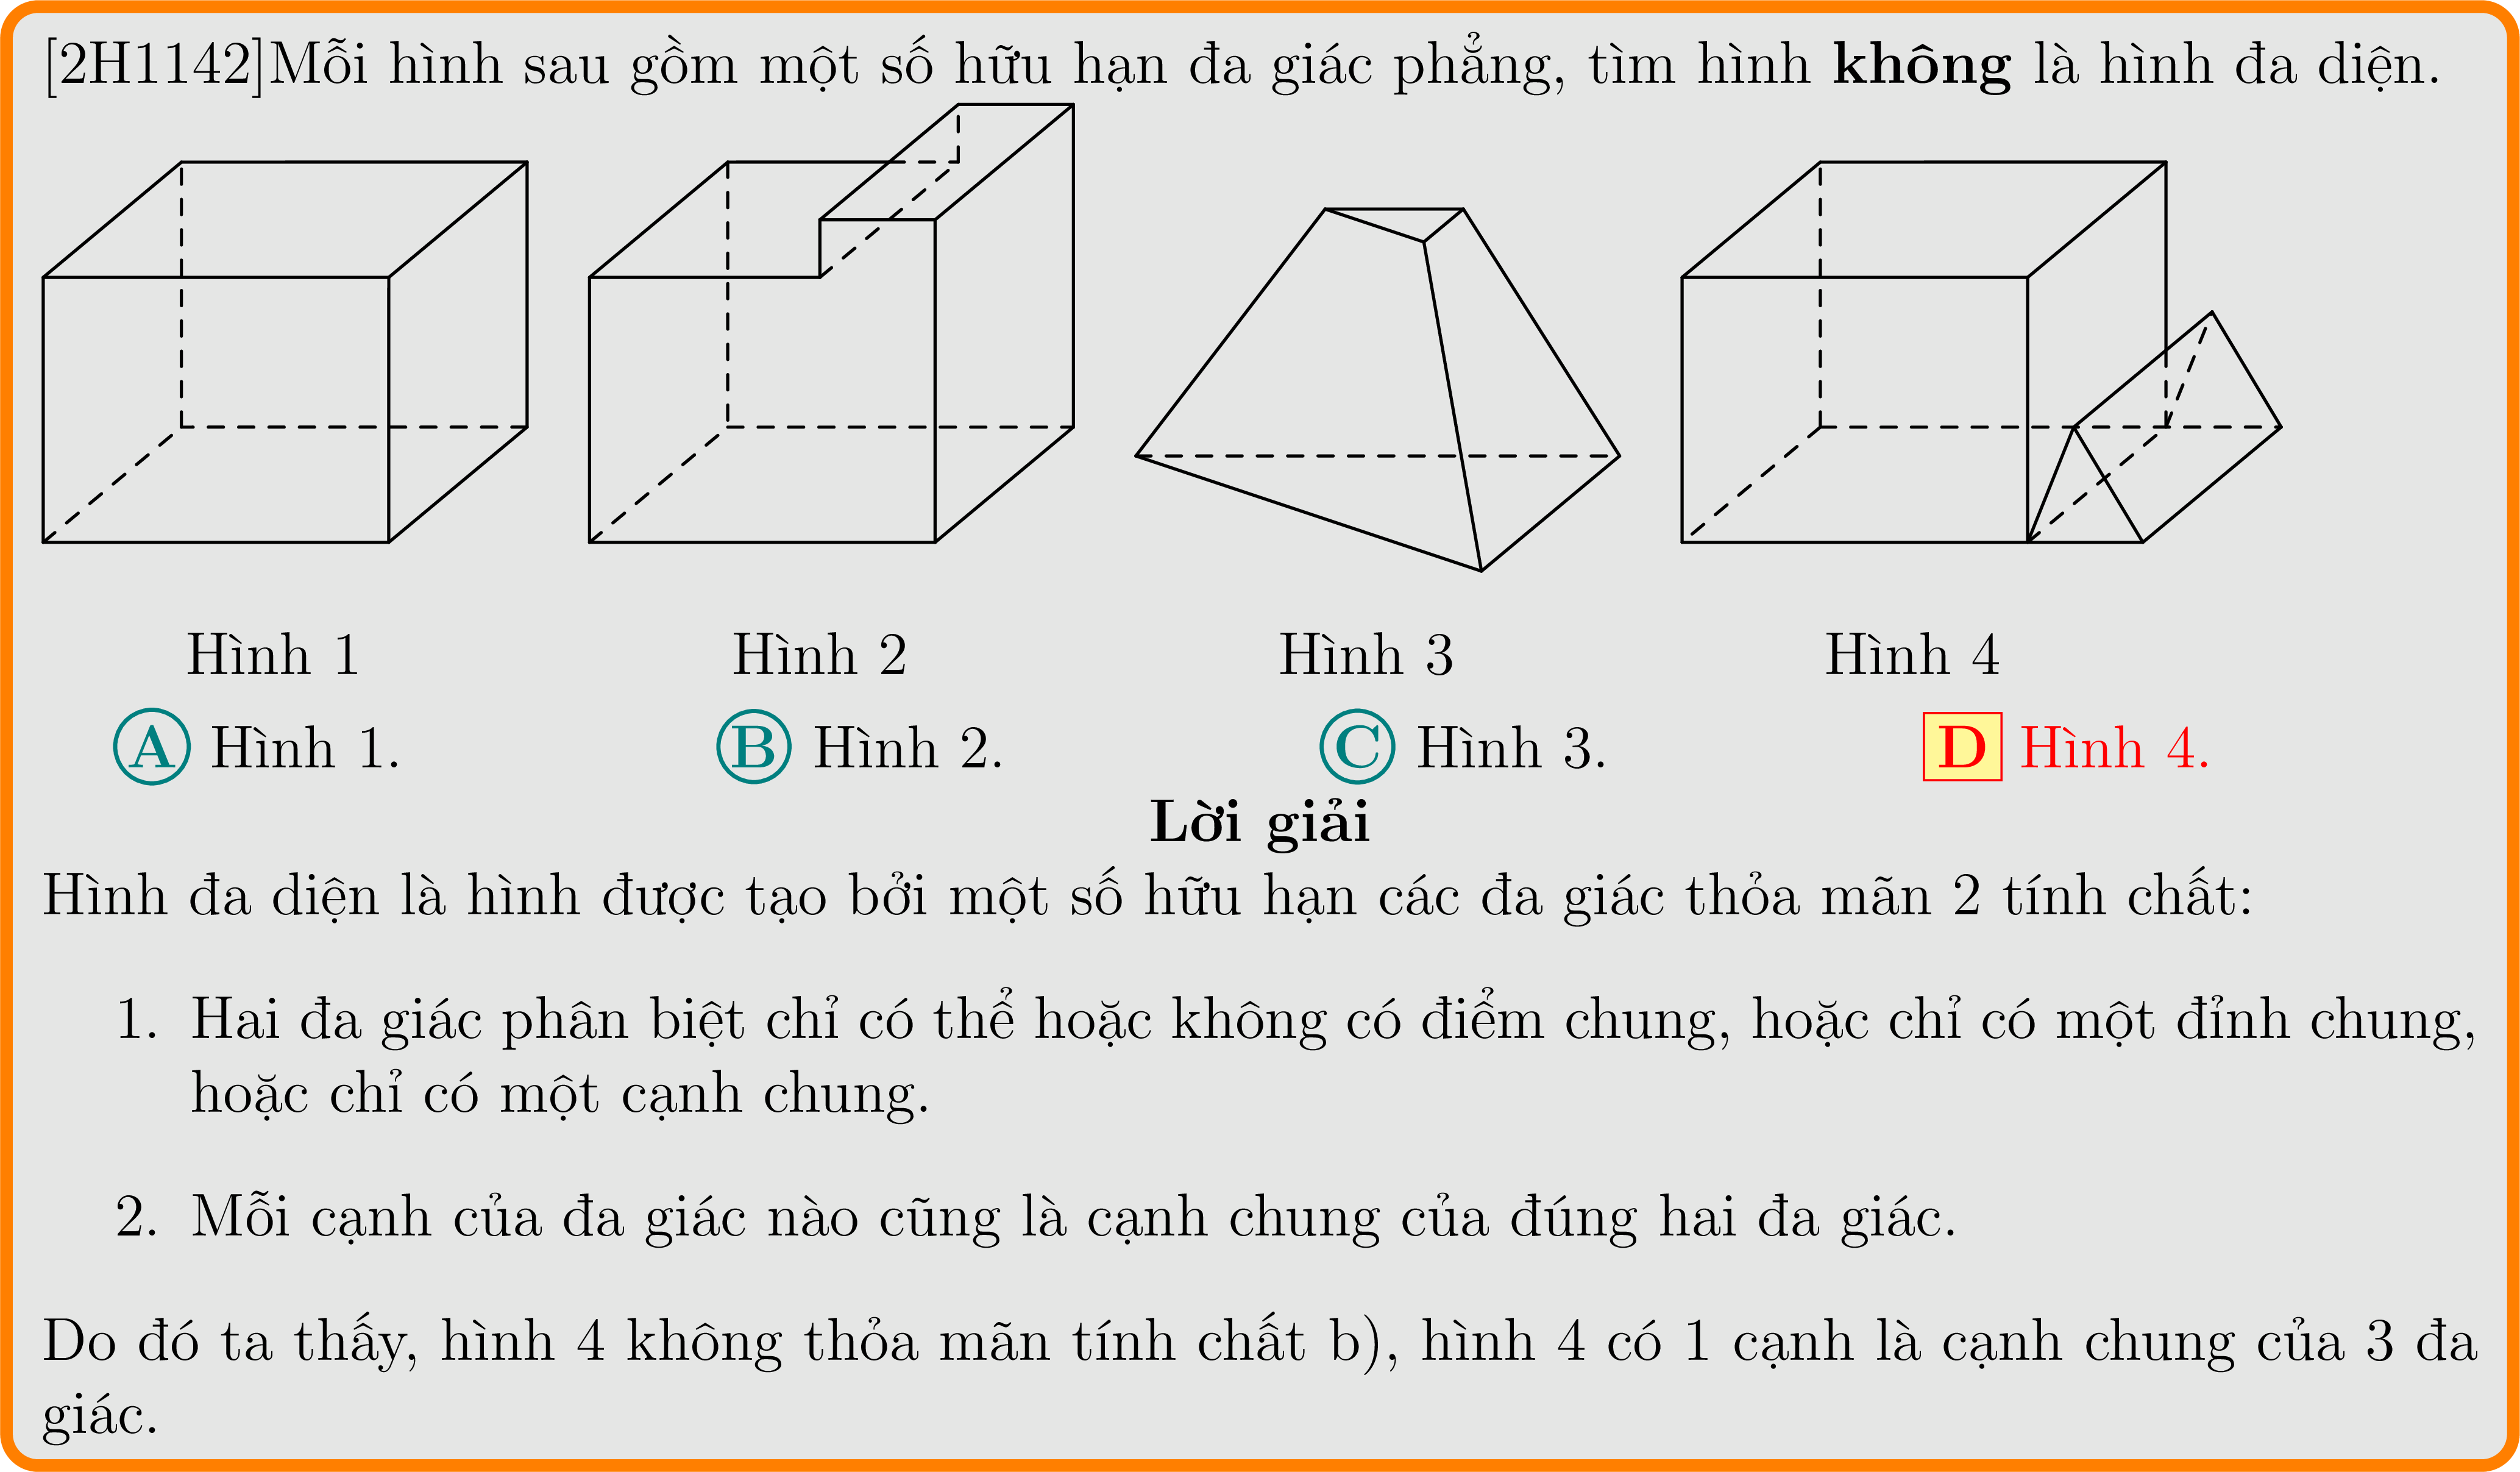 [2H1142]Mỗi hình sau gồm một số hữu hạn đa giác phẳng, tìm hình không là hình đa diện.
Hình 1 Hình 2 Hình 3 Hình 4
A Hình 1. B Hình 2. C Hình 3. D Hình 4.
Lời giải
Hình đa diện là hình được tạo bởi một số hữu hạn các đa giác thỏa mãn 2 tính chất:
1. Hai đa giác phân biệt chỉ có thể hoặc không có điểm chung, hoặc chỉ có một đỉnh chung,
hoặc chỉ có một cạnh chung.
2. Mỗi cạnh của đa giác nào cũng là cạnh chung của đúng hai đa giác.
Do đó ta thấy, hình 4 không thỏa mãn tính chất b), hình 4 có 1 cạnh là cạnh chung của 3 đa
giác.